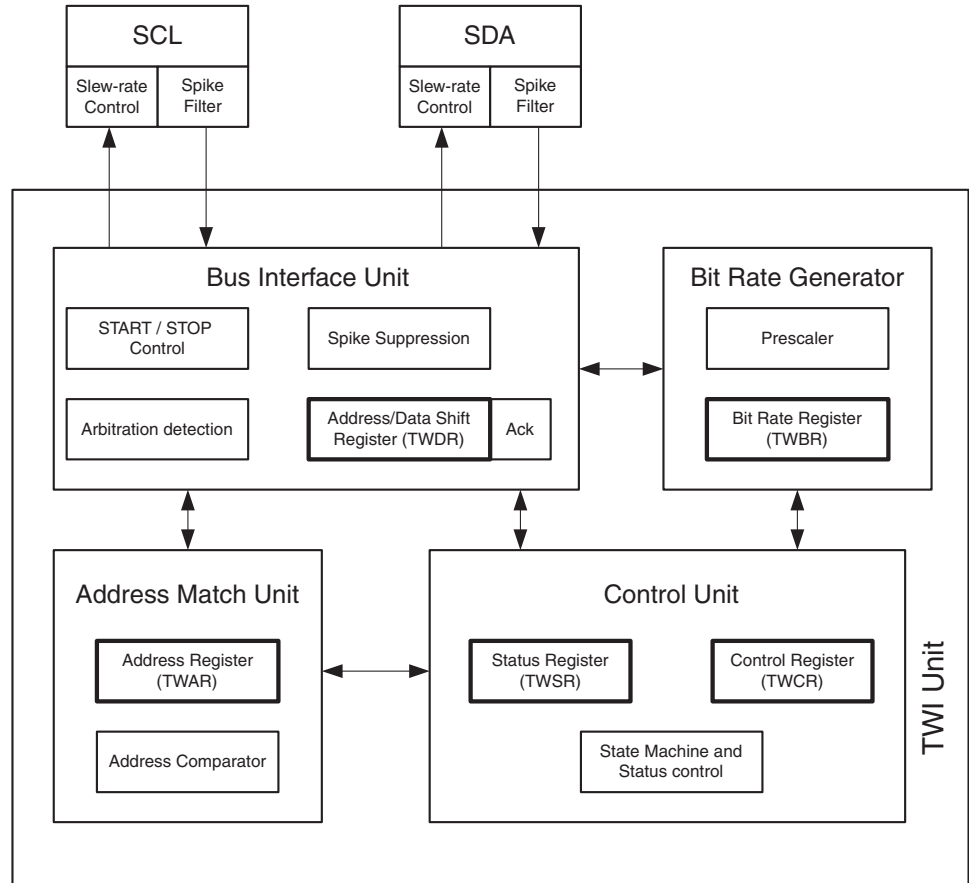 SCL
Slew-rate
Control
Spike
Filter
SDA
Slew-rate
Control
Spike
Filter
Bus Interface Unit
START / STOP
Control
Spike Suppression
Arbitration detection
Address/Data Shift
Register (TWDR)
Ack
Bit Rate Generator
Prescaler
Bit Rate Register
(TWBR)
Address Match Unit
Address Register
(TWAR)
Address Comparator
Control Unit
Status Register
(TWSR)
Control Register
(TWCR)
State Machine and
Status control
TWI Unit